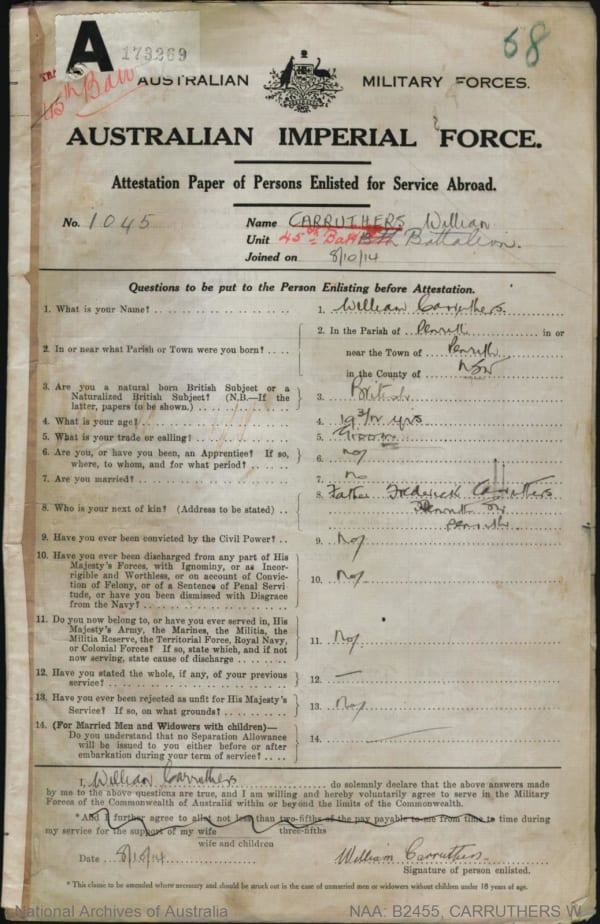 A 173269
58
The
45th Batt
AUSTRALIAN MILITARY FORCES.
AUSTRALIAN IMPERIAL FORCE.
Attestation Paper of Persons Enlisted for Service Abroad.
No. 1045
Name CARRUTHERS William
Unit 45th Batt 13th Battalion.
Joined on 8/10/14
Questions to be put to the Person Enlisting before Attestation.
1. What is your Name? 1. William Carruthers
2. In or near what Parish or Town were you born? 2. In the Parish of Penrith in or
near the Town of Penrith
in the County of NSW
3. Are you a natural born British Subject or a
Naturalized British Subject? (N.B.—If the
latter, papers to be shown.) 3. British
4. What is your age? 4. 19 3/12 yrs
5. What is your trade or calling? 5. Groom
6. Are you, or have you been, an Apprentice? If so,
where, to whom, and for what period? 6. no
7. Are you married? 7. no
8. Who is your next of kin? (Address to be stated) 8. Father Frederick Carruthers
Penrith
9. Have you ever been convicted by the Civil Power? 9. No
10. Have you ever been discharged from any part of His
Majesty's Forces, with Ignominy, or as Incor-
rigible and Worthless, or on account of Convic-
tion of Felony, or of a Sentence of Penal Servi-
tude, or have you been dismissed with Disgrace
from the Navy? 10. No
11. Do you now belong to, or have you ever served in, His
Majesty's Army, the Marines, the Militia, the
Militia Reserve, the Territorial Force, Royal Navy,
or Colonial Forces? If so, state which, and if not
now serving, state cause of discharge 11. No
12. Have you stated the whole, if any, of your previous
service? 12. —
13. Have you ever been rejected as unfit for His Majesty's
Service? If so, on what grounds? 13. No
14. (For Married Men and Widowers with children)—
Do you understand that no Separation Allowance
will be issued to you either before or after
embarkation during your term of service? 14. —
I, William Carruthers do solemnly declare that the above answers made
by me to the above questions are true, and I am willing and hereby voluntarily agree to serve in the Military
Forces of the Commonwealth of Australia within or beyond the limits of the Commonwealth.
*And I further agree to allot not less than two-fifths of the pay payable to me from time to time during
my service for the support of my wife three-fifths
wife and children
Date 8/10/14 William Carruthers.
Signature of person enlisted.
* This clause to be amended where necessary and should be struck out in the case of unmarried men or widowers without children under 18 years of age.
National Archives of Australia NAA: B2455, CARRUTHERS W